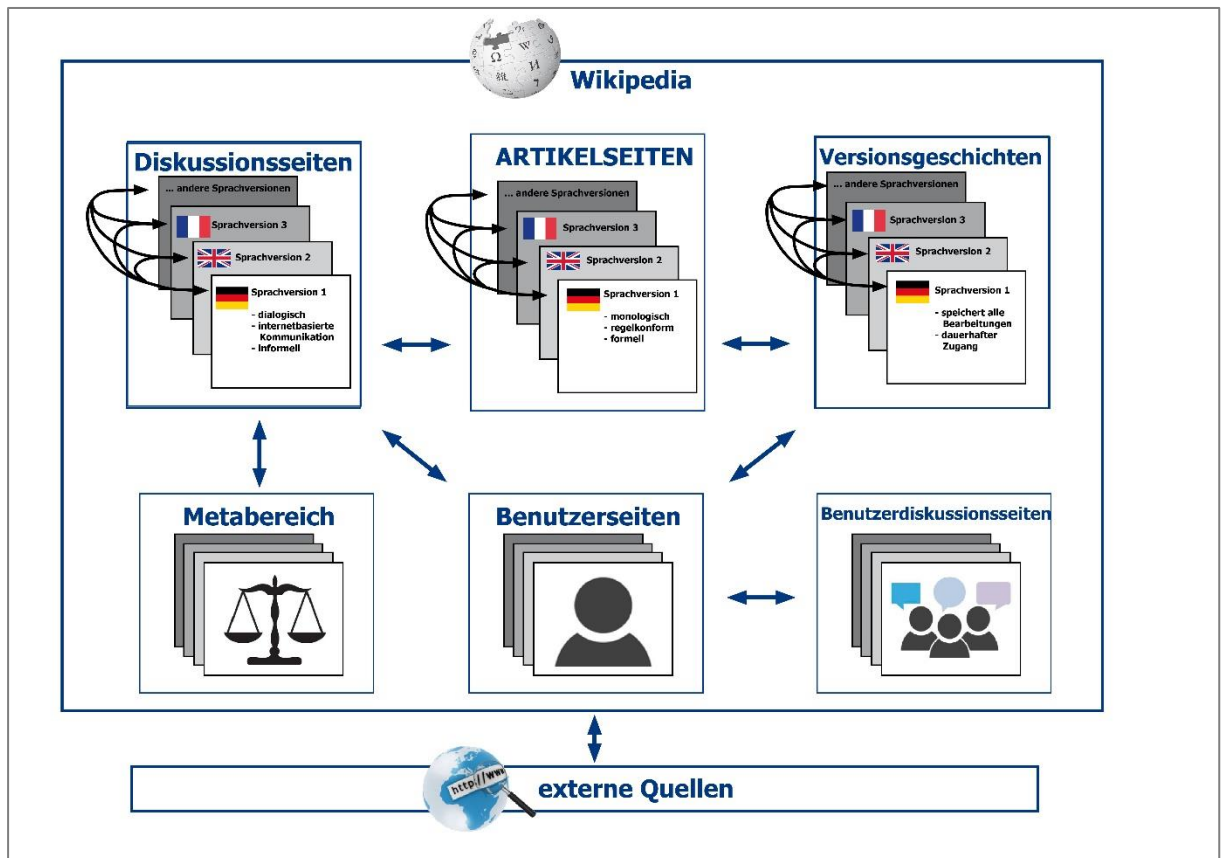 Wikipedia
Diskussionsseiten
... andere Sprachversionen
Sprachversion 3
Sprachversion 2
Sprachversion 1
- dialogisch
- internetbasierte
Kommunikation
- informell
ARTIKELSEITEN
... andere Sprachversionen
Sprachversion 3
Sprachversion 2
Sprachversion 1
- monologisch
- regelkonform
- formell
Versionsgeschichten
... andere Sprachversionen
Sprachversion 3
Sprachversion 2
Sprachversion 1
- speichert alle
Bearbeitungen
- dauerhafter
Zugang
Metabereich
Benutzerseiten
Benutzerdiskussionsseiten
http://www
externe Quellen